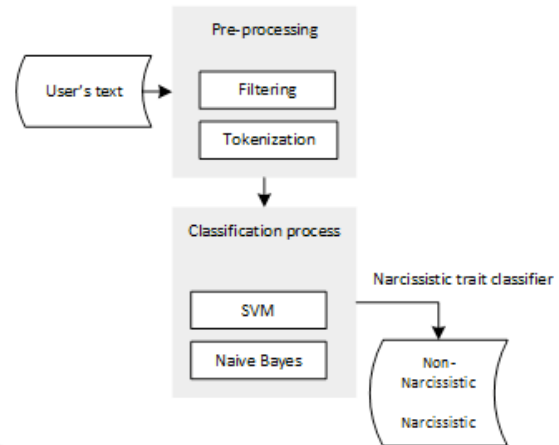 Pre-processing
User's text
Filtering
Tokenization
Classification process
Narcissistic trait classifier
SVM
Naive Bayes
Non-
Narcissistic
Narcissistic